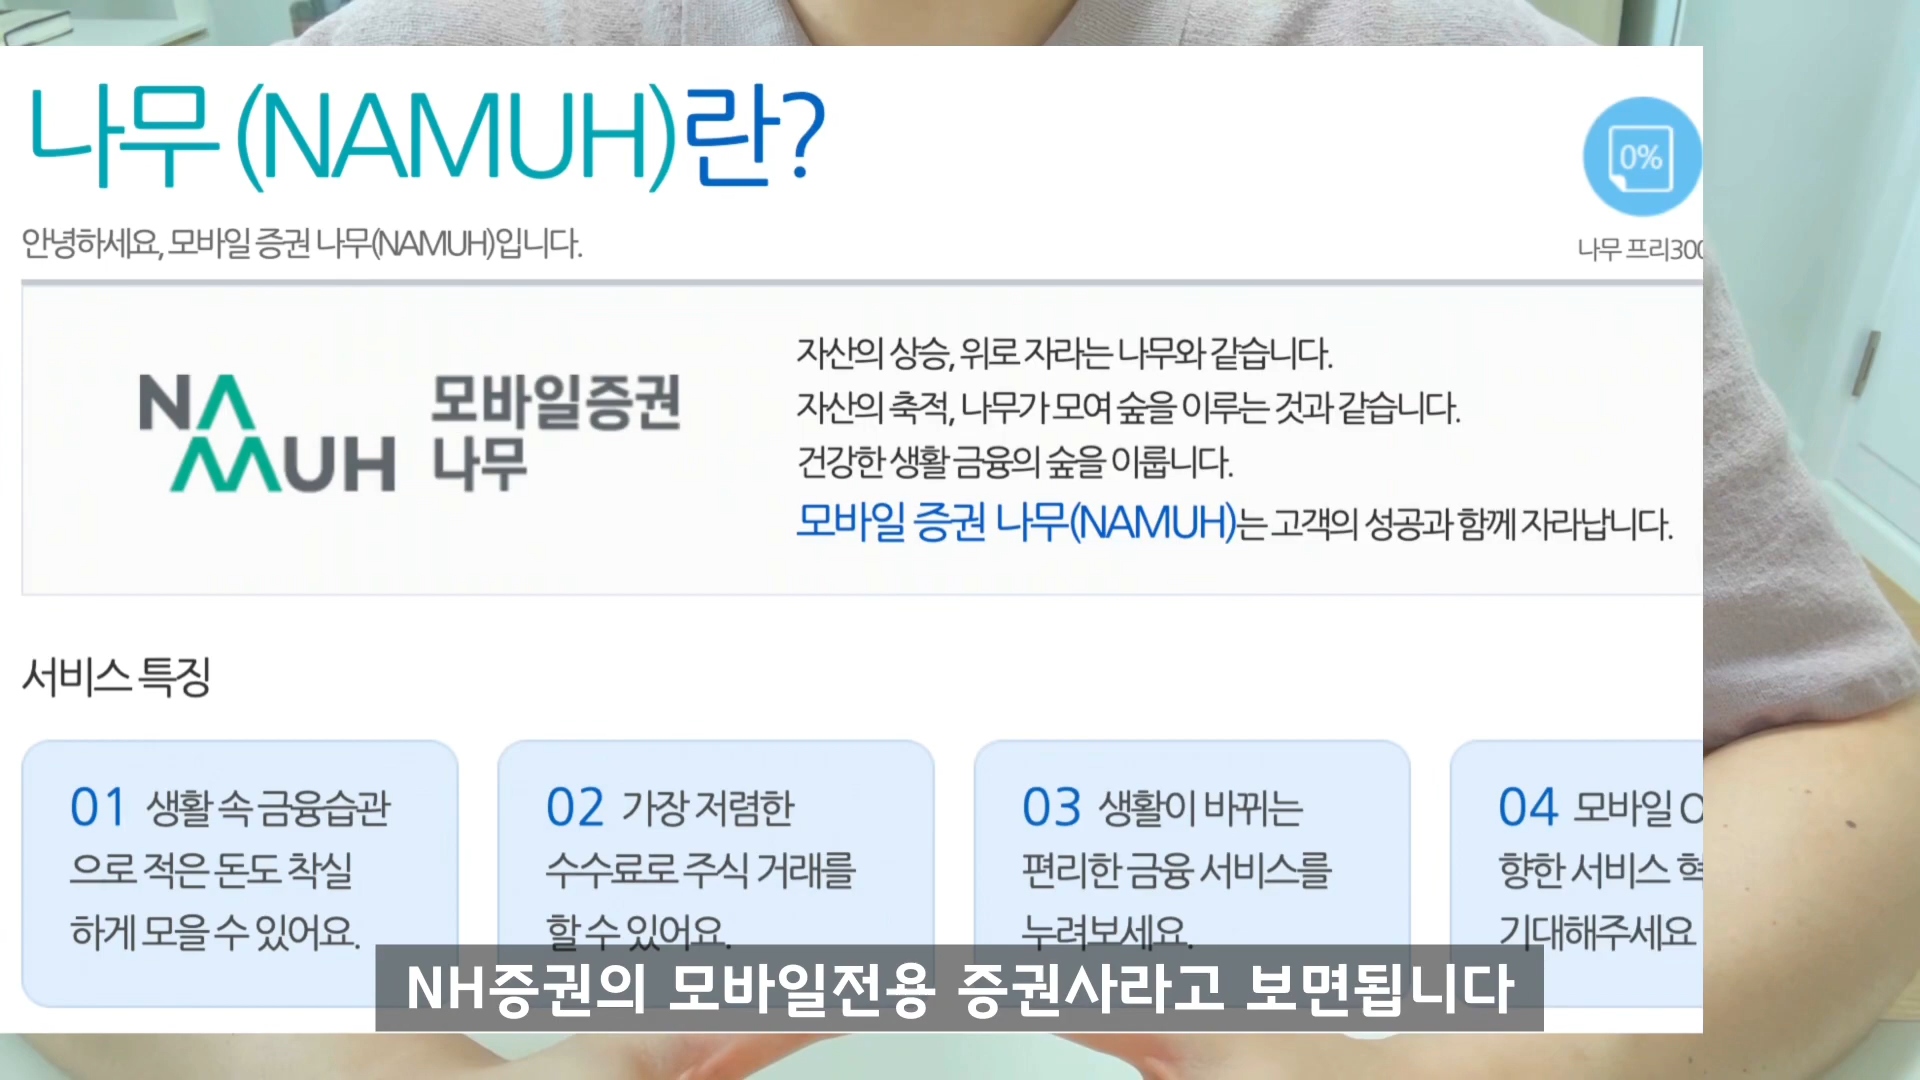 나무(NAMUH)란?
0%
안녕하세요, 모바일 증권 나무(NAMUH)입니다.
나무 프리300
NAMUH
모바일증권
나무
자산의 상승, 위로 자라는 나무와 같습니다.
자산의 축적, 나무가 모여 숲을 이루는 것과 같습니다.
건강한 생활 금융의 숲을 이룹니다.
모바일 증권 나무(NAMUH)는 고객의 성공과 함께 자라납니다.
서비스 특징
01 생활 속 금융습관
으로 적은 돈도 착실
하게 모을 수 있어요.
02 가장 저렴한
수수료로 주식 거래를
할 수 있어요.
03 생활이 바뀌는
편리한 금융 서비스를
누려보세요.
04 모바일
향한 서비스
기대해주세요
NH증권의 모바일전용 증권사라고 보면됩니다